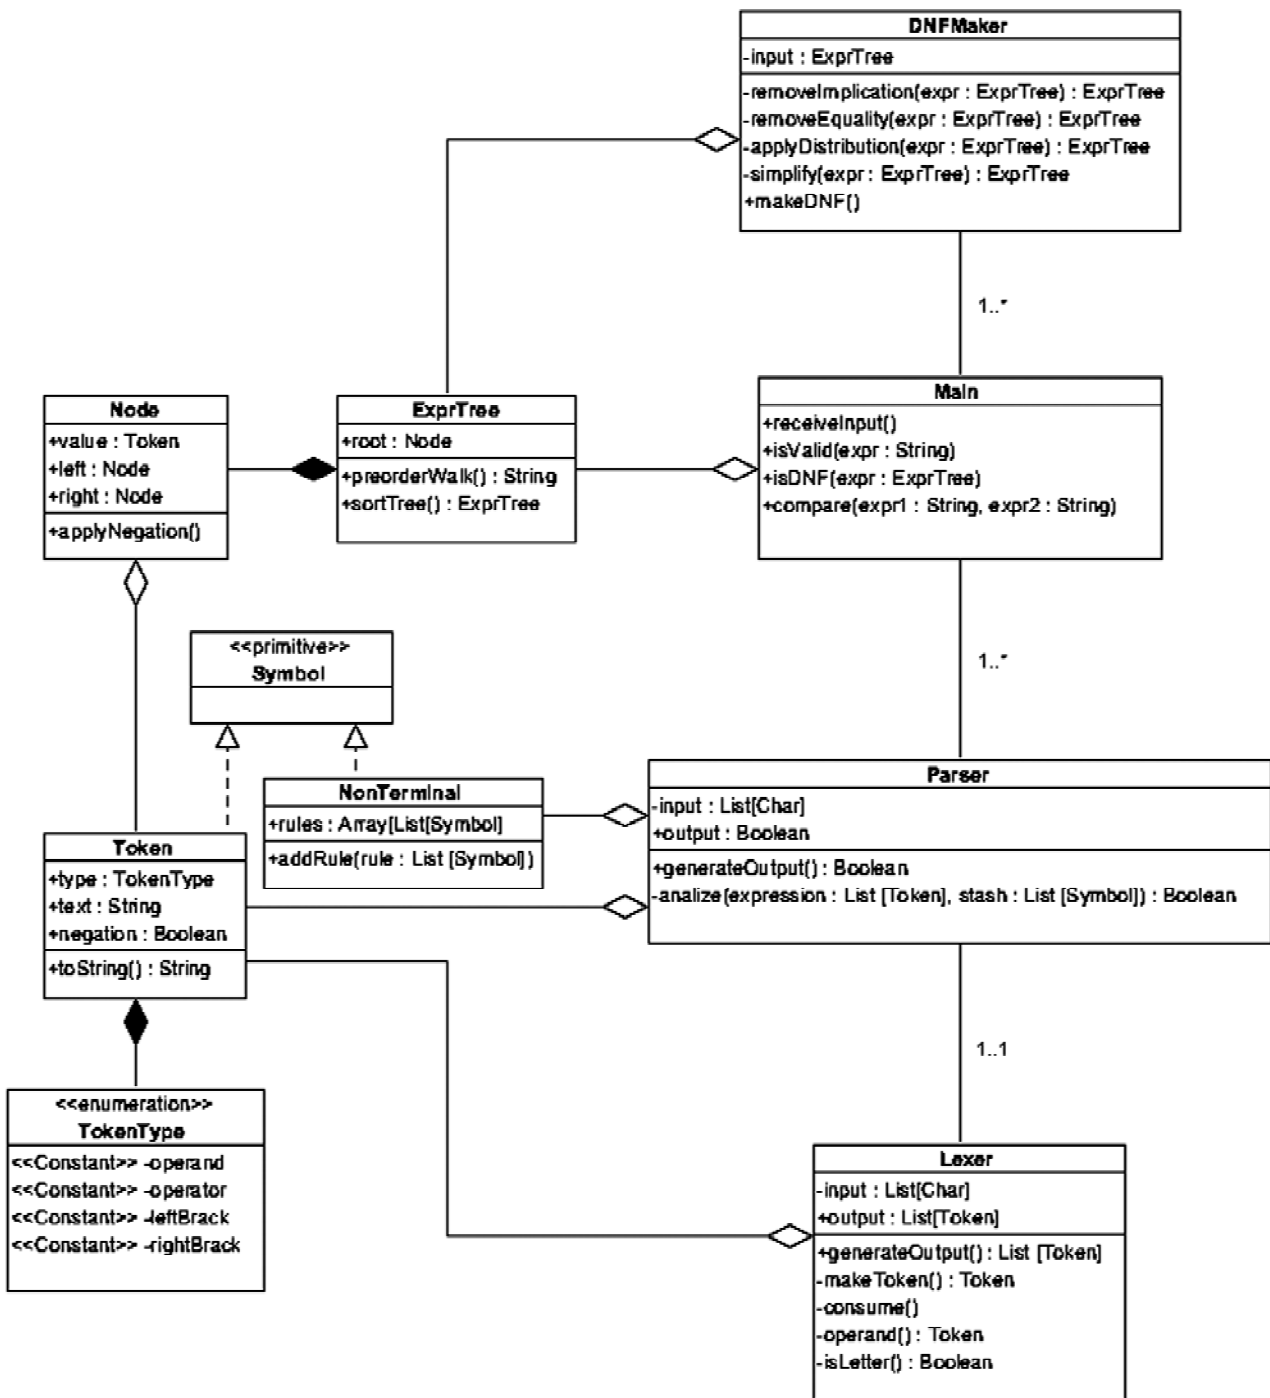 DNFMaker
-input : ExprTree
-removeImplication(expr : ExprTree) : ExprTree
-removeEquality(expr : ExprTree) : ExprTree
-applyDistribution(expr : ExprTree) : ExprTree
-simplify(expr : ExprTree) : ExprTree
+makeDNF()
1..*
Node
+value : Token
+left : Node
+right : Node
+applyNegation()
ExprTree
+root : Node
+preorderWalk() : String
+sortTree() : ExprTree
Main
+receiveInput()
+isValid(expr : String)
+isDNF(expr : ExprTree)
+compare(expr1 : String, expr2 : String)
<<primitive>>
Symbol
1..*
NonTerminal
+rules : Array[List[Symbol]
+addRule(rule : List [Symbol])
Parser
-input : List[Char]
+output : Boolean
+generateOutput() : Boolean
-analize(expression : List [Token], stash : List [Symbol]) : Boolean
Token
+type : TokenType
+text : String
+negation : Boolean
+toString() : String
1..1
<<enumeration>>
TokenType
<<Constant>> -operand
<<Constant>> -operator
<<Constant>> -leftBrack
<<Constant>> -rightBrack
Lexer
-input : List[Char]
+output : List[Token]
+generateOutput() : List [Token]
-makeToken() : Token
-consume()
-operand() : Token
-isLetter() : Boolean